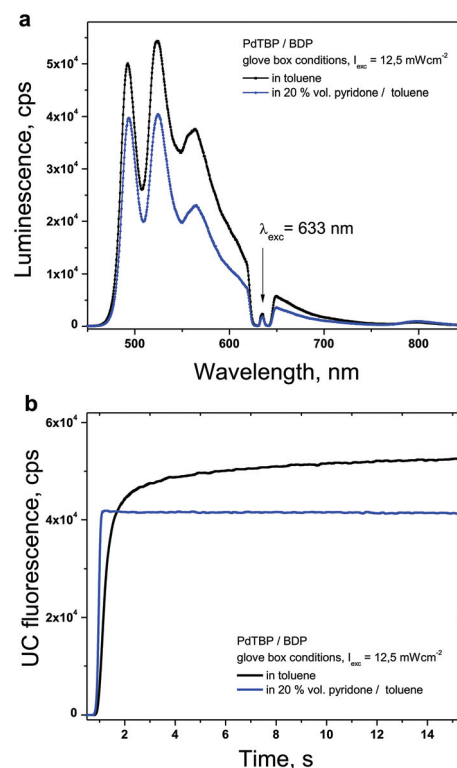 a
PdTBP / BDP
glove box conditions, Iexc = 12,5 mWcm-2
in toluene
in 20 % vol. pyridone / toluene
5x10⁴
4x10⁴
3x10⁴
2x10⁴
1x10⁴
0
Luminescence, cps
λexc = 633 nm
500 600 700 800
Wavelength, nm
b
6x10⁴
4x10⁴
2x10⁴
0
UC fluorescence, cps
PdTBP / BDP
glove box conditions, Iexc = 12,5 mWcm-2
in toluene
in 20 % vol. pyridone / toluene
2 4 6 8 10 12 14
Time, s